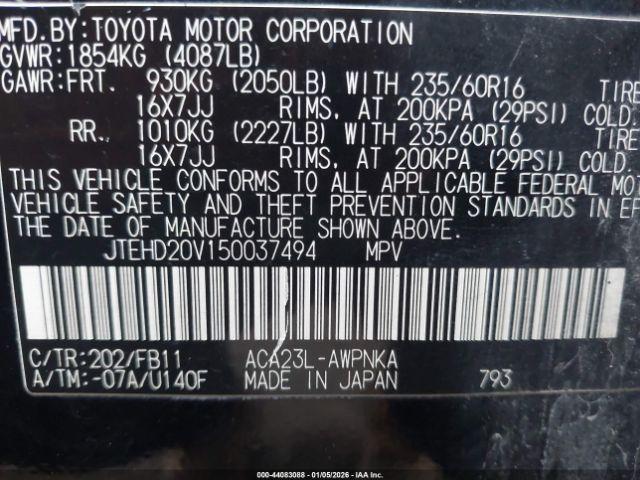 MFD.BY:TOYOTA MOTOR CORPORATION
GVWR:1854KG (4087LB)
GAWR:FRT. 930KG (2050LB) WITH 235/60R16 TIRE
16X7JJ RIMS, AT 200KPA (29PSI) COLD.
RR. 1010KG (2227LB) WITH 235/60R16 TIRE
16X7JJ RIMS, AT 200KPA (29PSI) COLD.
THIS VEHICLE CONFORMS TO ALL APPLICABLE FEDERAL MOT
VEHICLE SAFETY AND THEFT PREVENTION STANDARDS IN EF
THE DATE OF MANUFACTURE SHOWN ABOVE.
JTEHD20V150037494 MPV
C/TR:202/FB11 ACA23L-AWPNKA
A/TM:-07A/U140F MADE IN JAPAN 793
000-44083088 | 01/05/2026 | IAA Inc.